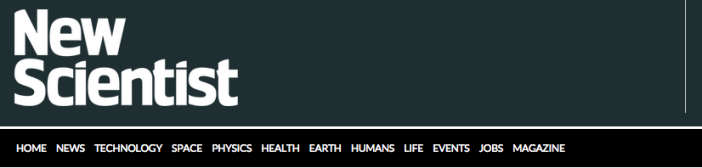 New
Scientist
HOME NEWS TECHNOLOGY SPACE PHYSICS HEALTH EARTH HUMANS LIFE EVENTS JOBS MAGAZINE